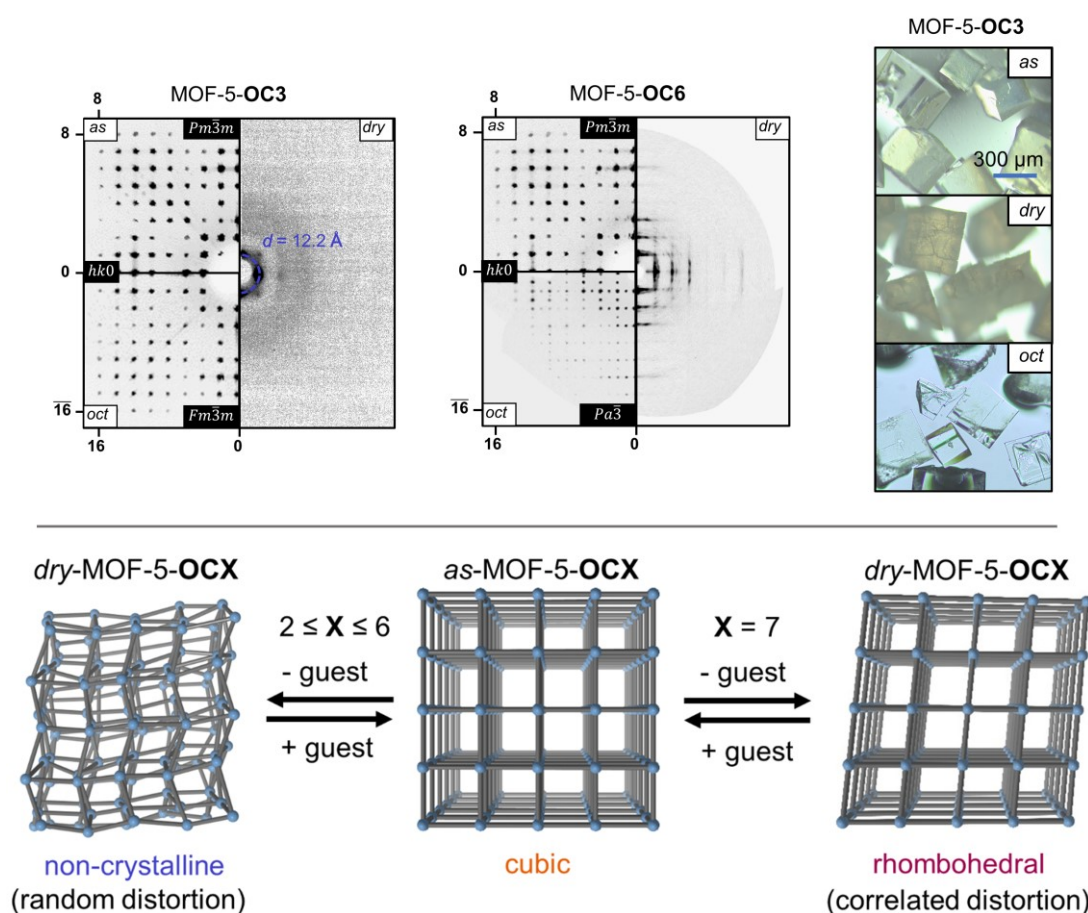 MOF-5-OC3
8
as
Pm3̅m
dry
8
d = 12.2 Å
0
hk0
16̅
oct
Fm3̅m
16
0
MOF-5-OC6
8
as
Pm3̅m
dry
8
0
hk0
16̅
oct
Pa3̅
16
0
MOF-5-OC3
as
300 µm
dry
oct
dry-MOF-5-OCX
as-MOF-5-OCX
dry-MOF-5-OCX
2 ≤ X ≤ 6
- guest
+ guest
X = 7
- guest
+ guest
non-crystalline
(random distortion)
cubic
rhombohedral
(correlated distortion)